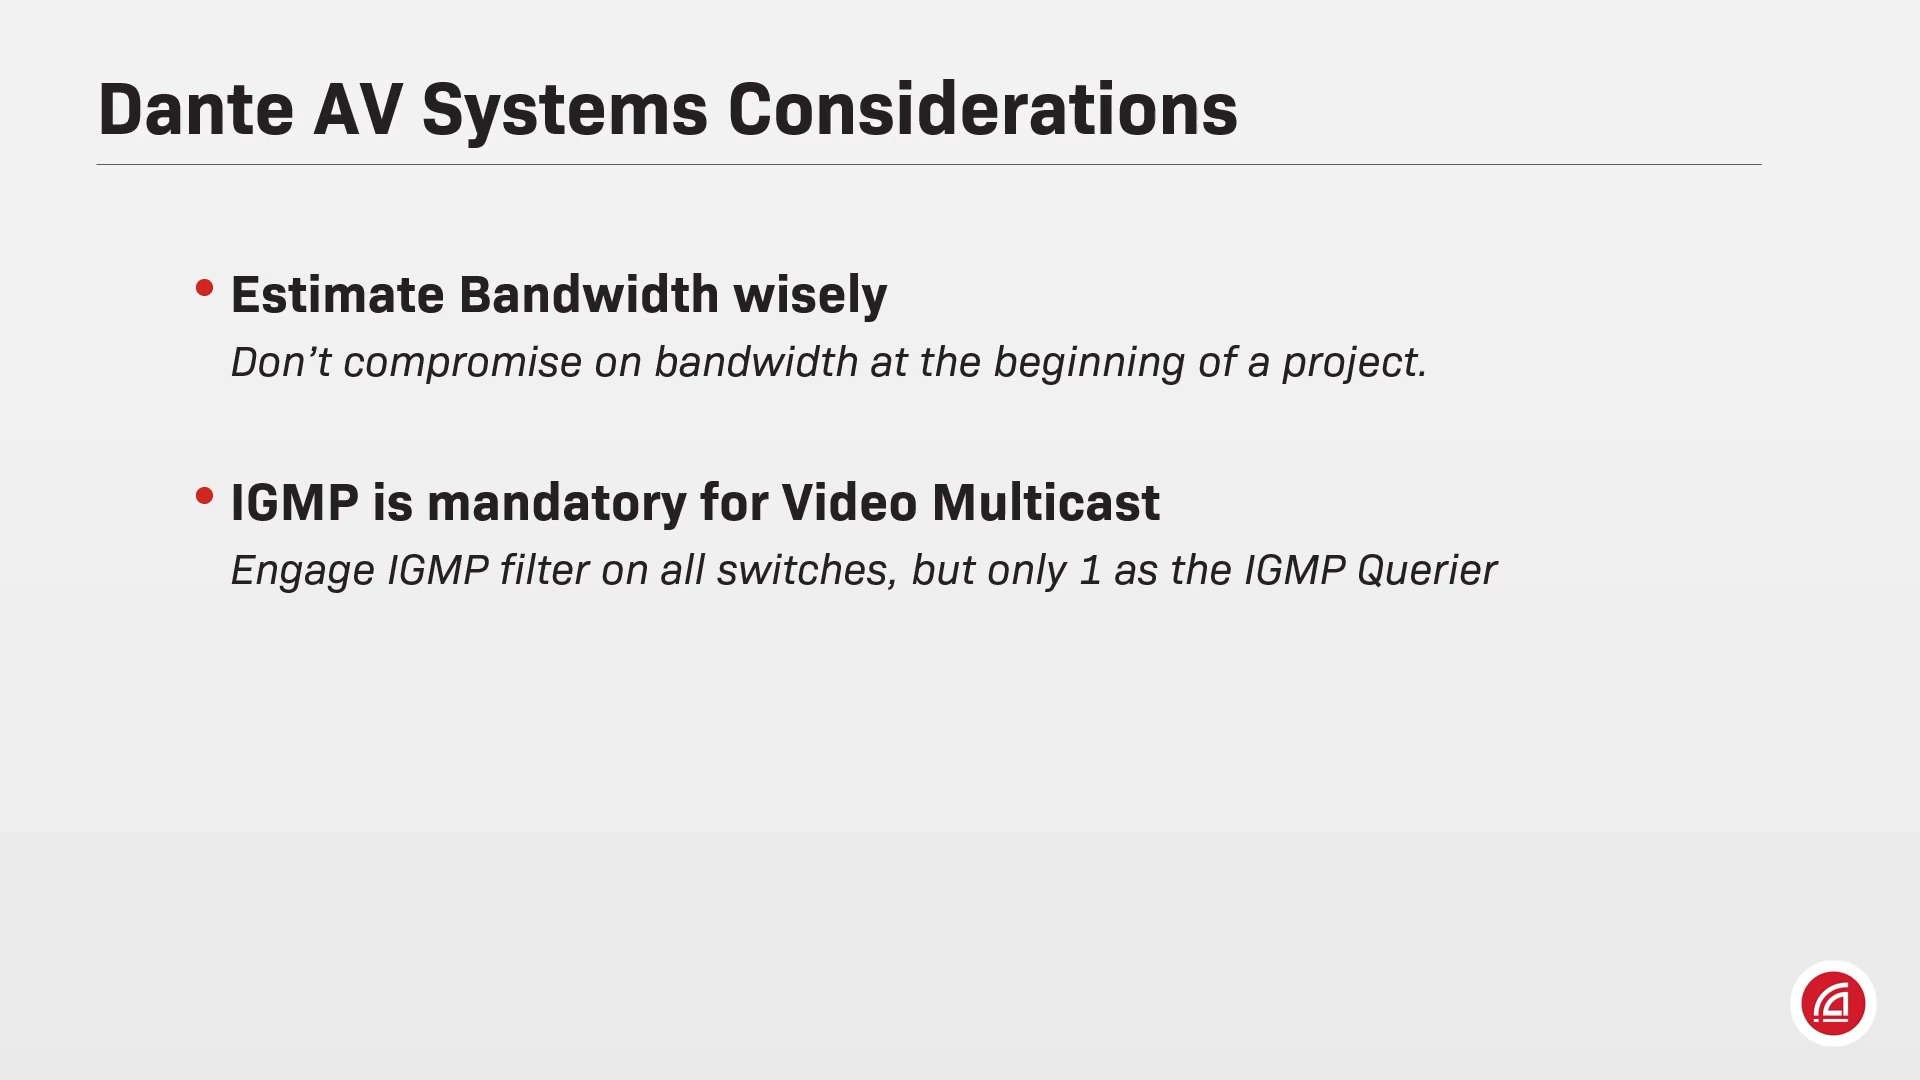 Dante AV Systems Considerations
• Estimate Bandwidth wisely
Don’t compromise on bandwidth at the beginning of a project.
• IGMP is mandatory for Video Multicast
Engage IGMP filter on all switches, but only 1 as the IGMP Querier